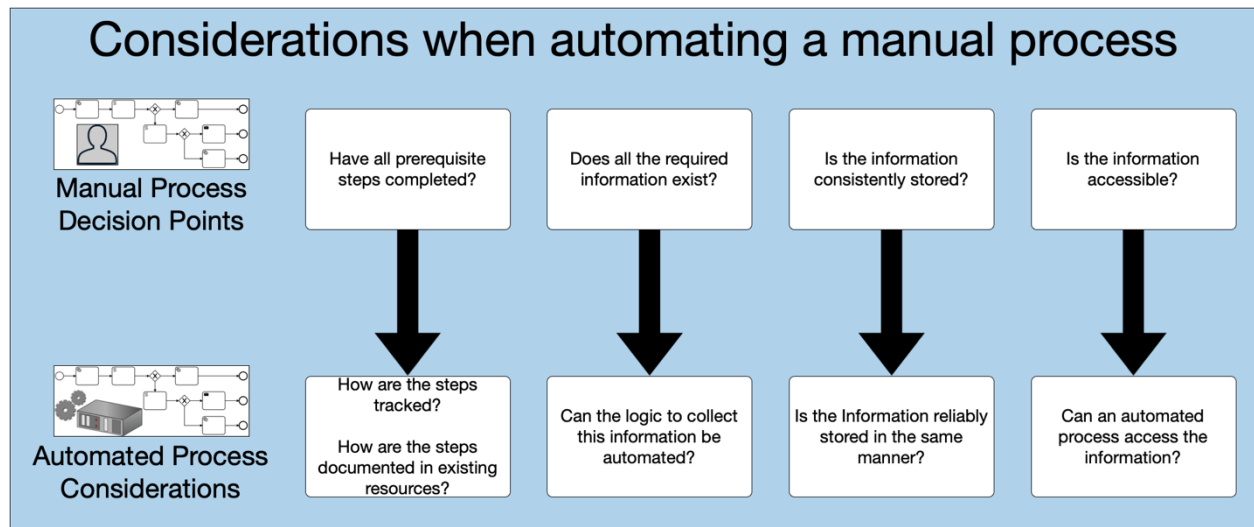 Considerations when automating a manual process
Manual Process
Decision Points
Have all prerequisite
steps completed?
Does all the required
information exist?
Is the information
consistently stored?
Is the information
accessible?
Automated Process
Considerations
How are the steps
tracked?
How are the steps
documented in existing
resources?
Can the logic to collect
this information be
automated?
Is the Information reliably
stored in the same
manner?
Can an automated
process access the
information?